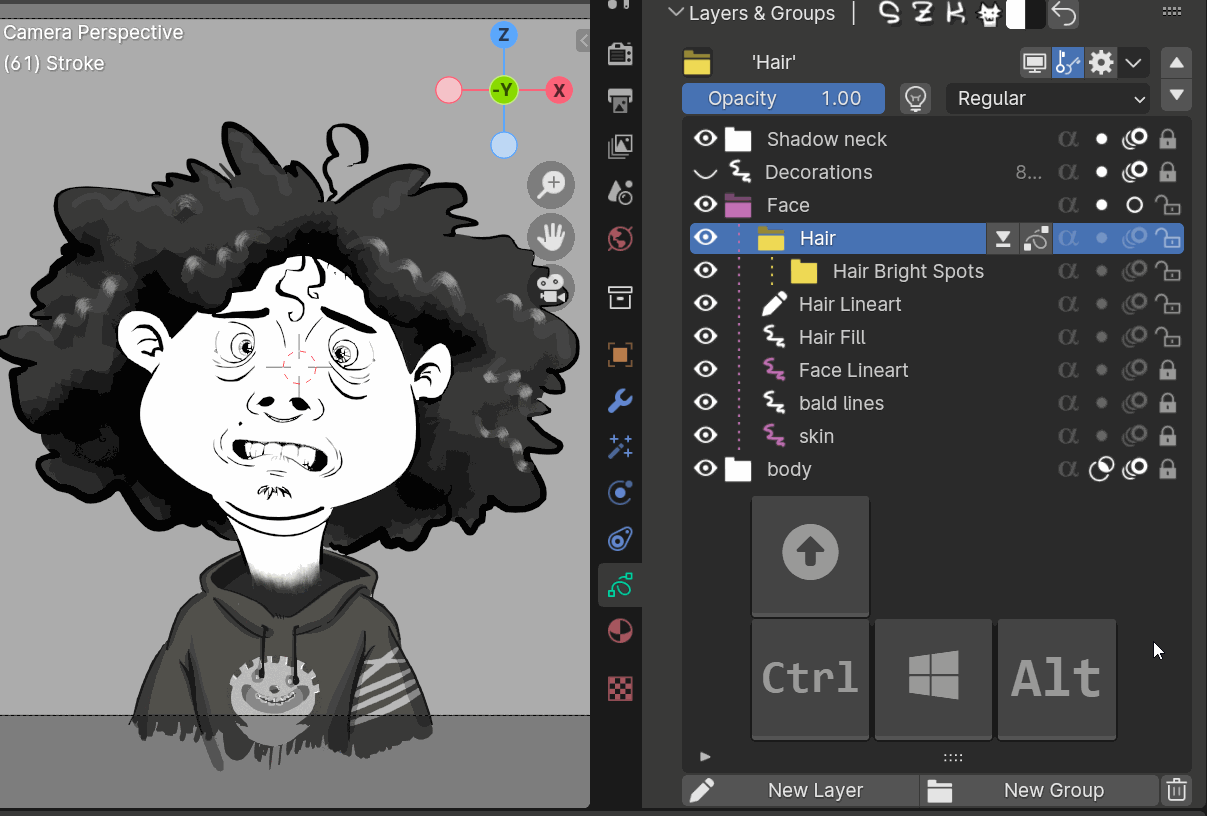 Camera Perspective
(61) Stroke
Z
-Y
X
Layers & Groups
S Z K
'Hair'
Opacity 1.00
Regular
Shadow neck
Decorations 8...
Face
Hair
Hair Bright Spots
Hair Lineart
Hair Fill
Face Lineart
bald lines
skin
body
Ctrl
Alt
New Layer
New Group